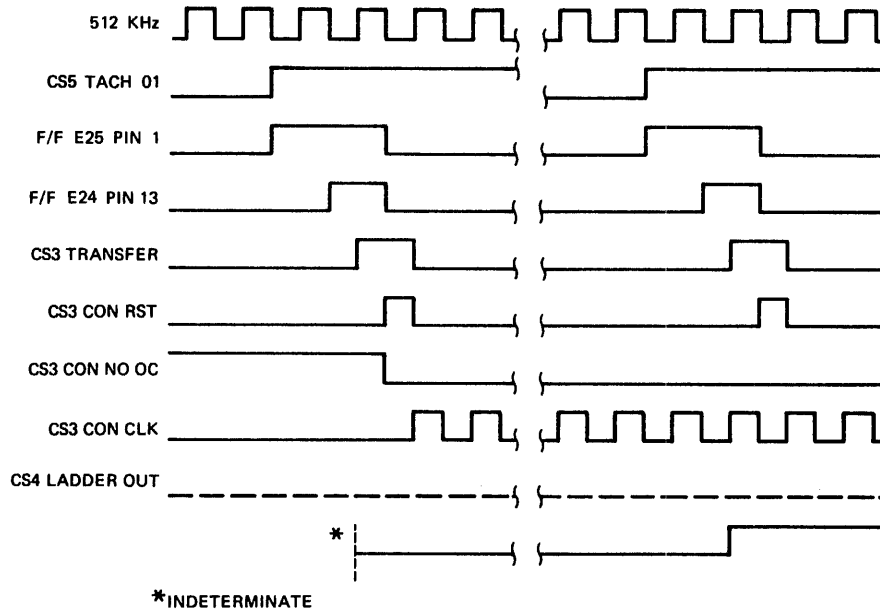 512 KHz
CS5 TACH 01
F/F E25 PIN 1
F/F E24 PIN 13
CS3 TRANSFER
CS3 CON RST
CS3 CON NO OC
CS3 CON CLK
CS4 LADDER OUT
*
*INDETERMINATE